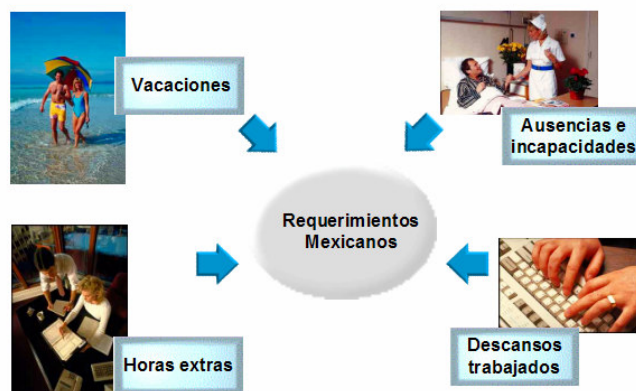 Vacaciones
Ausencias e
incapacidades
Requerimientos
Mexicanos
Horas extras
Descansos
trabajados